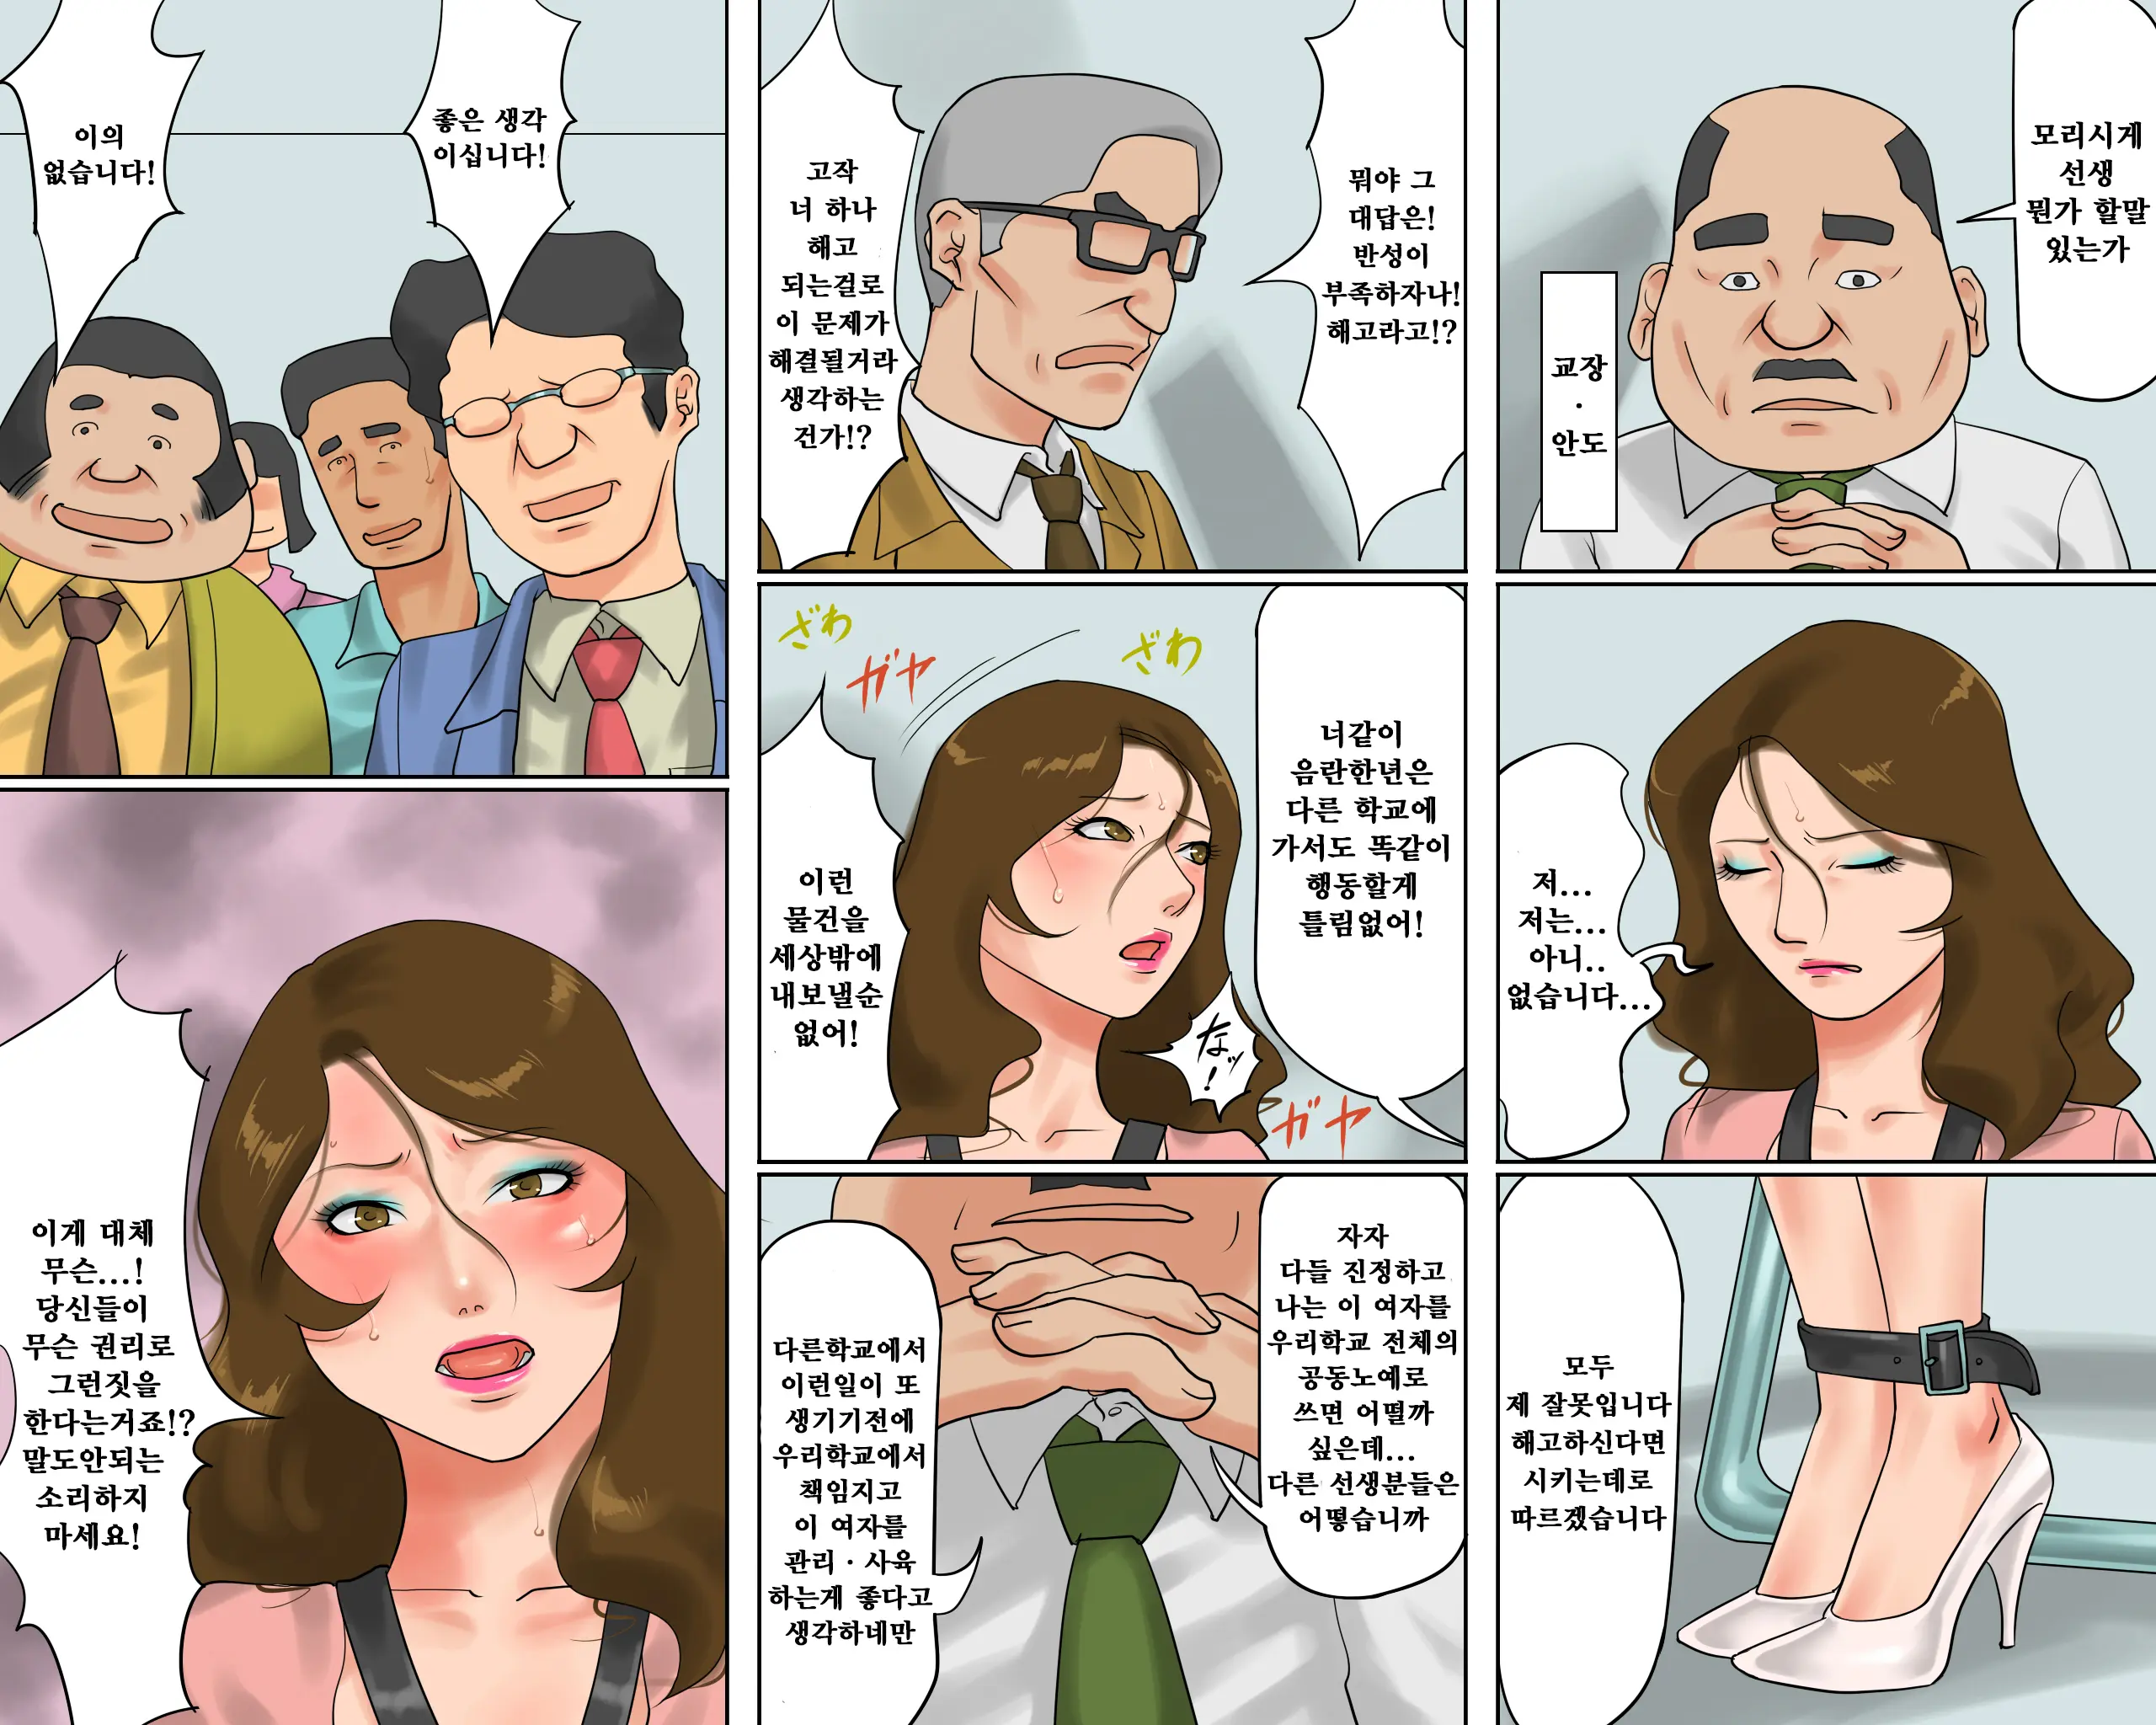 모리시게
선생
뭔가 할말
있는가
교장
·
안도
저...
저는...
아니..
없습니다...
모두
제 잘못입니다
해고하신다면
시키는데로
따르겠습니다
뭐야 그
대답은!
반성이
부족하자나!
해고라고!?
고작
너 하나
해고
되는걸로
이 문제가
해결될거라
생각하는
건가!?
너같이
음란한년은
다른 학교에
가서도 똑같이
행동할게
틀림없어!
ざわ
ガヤ
ざわ
なッ!
ガヤ
이런
물건을
세상밖에
내보낼순
없어!
자자
다들 진정하고
나는 이 여자를
우리학교 전체의
공동노예로
쓰면 어떨까
싶은데...
다른 선생분들은
어떻습니까
다른학교에서
이런일이 또
생기기전에
우리학교에서
책임지고
이 여자를
관리 · 사육
하는게 좋다고
생각하네만
좋은 생각
이십니다!
이의
없습니다!
이게 대체
무슨...!
당신들이
무슨 권리로
그런짓을
한다는거죠!?
말도안되는
소리하지
마세요!